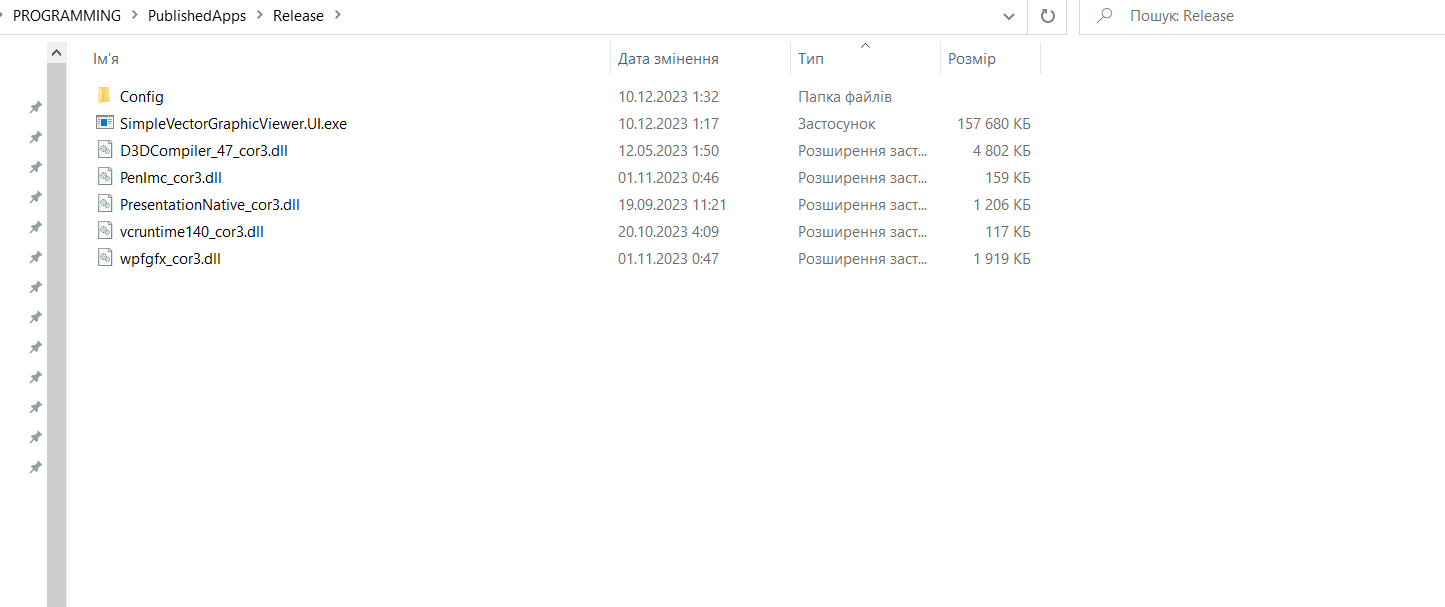 PROGRAMMING > PublishedApps > Release >
Пошук: Release
Ім’я Дата змінення Тип Розмір
Config 10.12.2023 1:32 Папка файлів
SimpleVectorGraphicViewer.UI.exe 10.12.2023 1:17 Застосунок 157 680 КБ
D3DCompiler_47_cor3.dll 12.05.2023 1:50 Розширення заст... 4 802 КБ
PenImc_cor3.dll 01.11.2023 0:46 Розширення заст... 159 КБ
PresentationNative_cor3.dll 19.09.2023 11:21 Розширення заст... 1 206 КБ
vcruntime140_cor3.dll 20.10.2023 4:09 Розширення заст... 117 КБ
wpfgfx_cor3.dll 01.11.2023 0:47 Розширення заст... 1 919 КБ